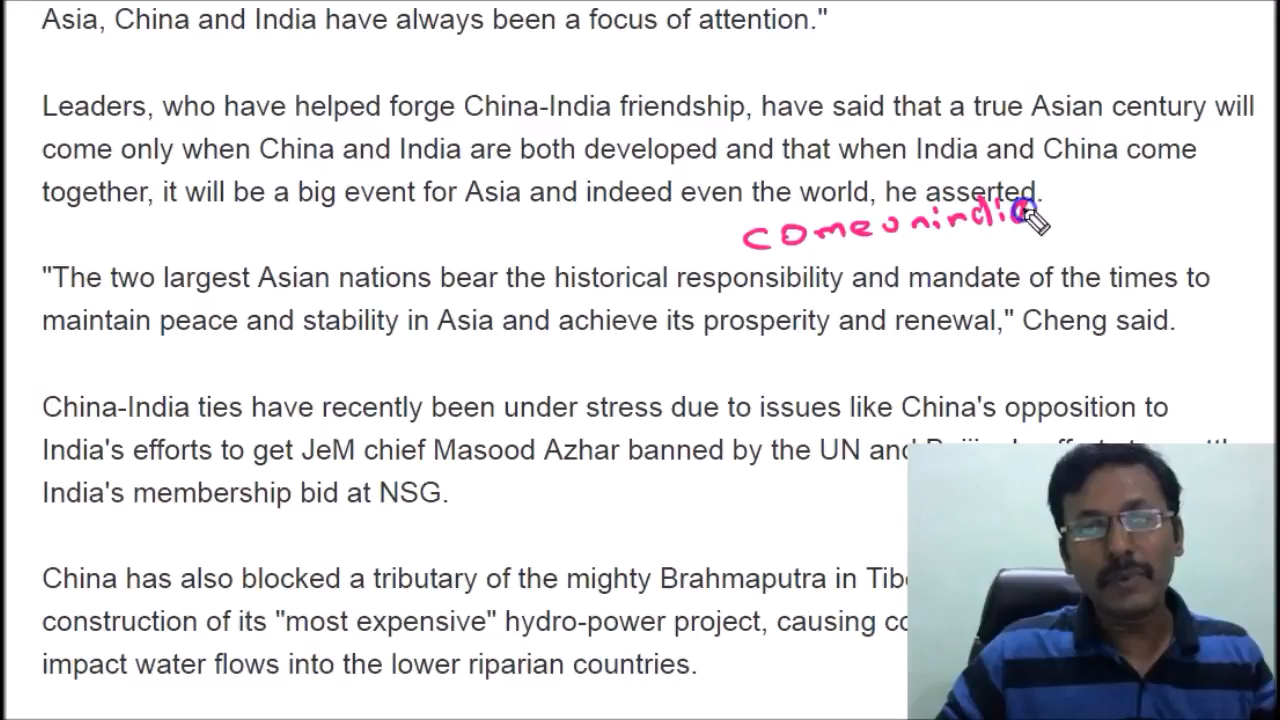 Asia, China and India have always been a focus of attention."
Leaders, who have helped forge China-India friendship, have said that a true Asian century will
come only when China and India are both developed and that when India and China come
together, it will be a big event for Asia and indeed even the world, he asserted.
comeonindia
"The two largest Asian nations bear the historical responsibility and mandate of the times to
maintain peace and stability in Asia and achieve its prosperity and renewal," Cheng said.
China-India ties have recently been under stress due to issues like China's opposition to
India's efforts to get JeM chief Masood Azhar banned by the UN and
India's membership bid at NSG.
China has also blocked a tributary of the mighty Brahmaputra in
construction of its "most expensive" hydro-power project, causing
impact water flows into the lower riparian countries.